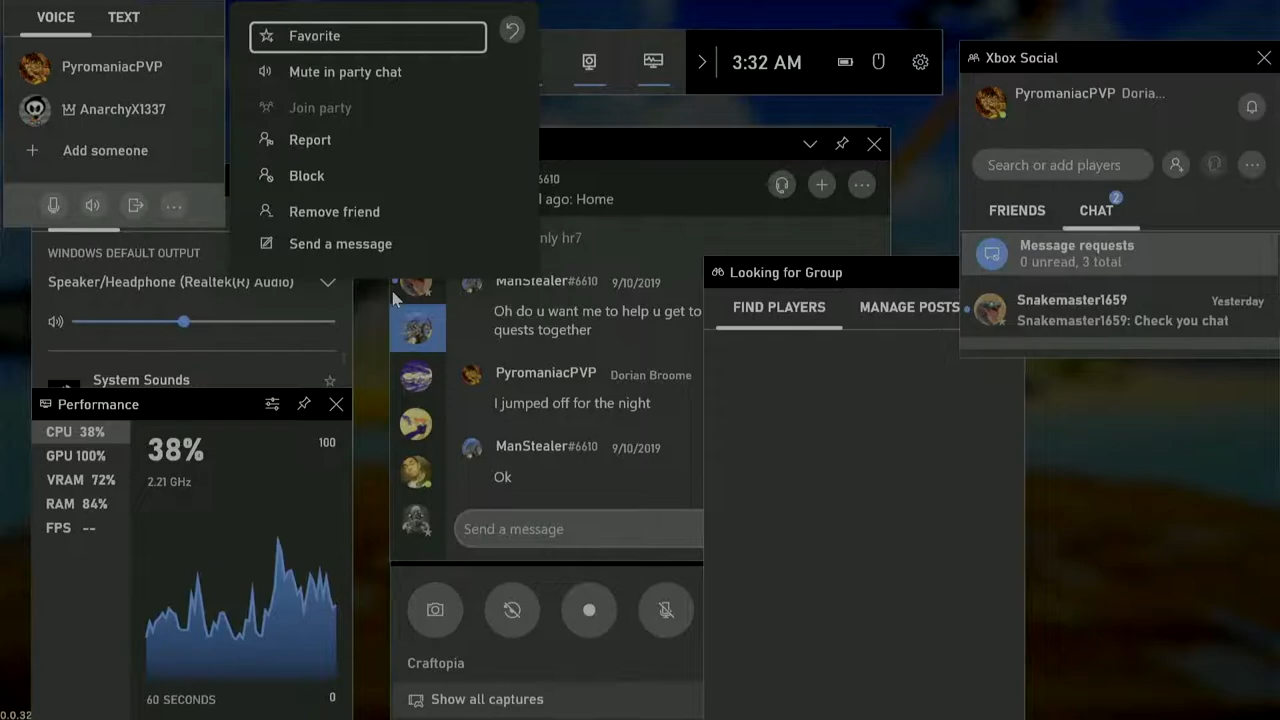 VOICE TEXT
PyromaniacPVP
AnarchyX1337
Add someone
Favorite
Mute in party chat
Join party
Report
Block
Remove friend
Send a message
3:32 AM
Xbox Social
PyromaniacPVP Doria...
Search or add players
FRIENDS CHAT 2
Message requests
0 unread, 3 total
Snakemaster1659 Yesterday
Snakemaster1659: Check you chat
WINDOWS DEFAULT OUTPUT
Speaker/Headphone (Realtek(R) Audio)
System Sounds
Performance
CPU 38%
GPU 100%
VRAM 72%
RAM 84%
FPS --
38%
2.21 GHz
100
60 SECONDS
0
6610
ago: Home
hr7
ManStealer#6610 9/10/2019
Oh do u want me to help u get to
quests together
PyromaniacPVP Dorian Broome
I jumped off for the night
ManStealer#6610 9/10/2019
Ok
Send a message
Craftopia
Show all captures
Looking for Group
FIND PLAYERS MANAGE POSTS
0.0.32